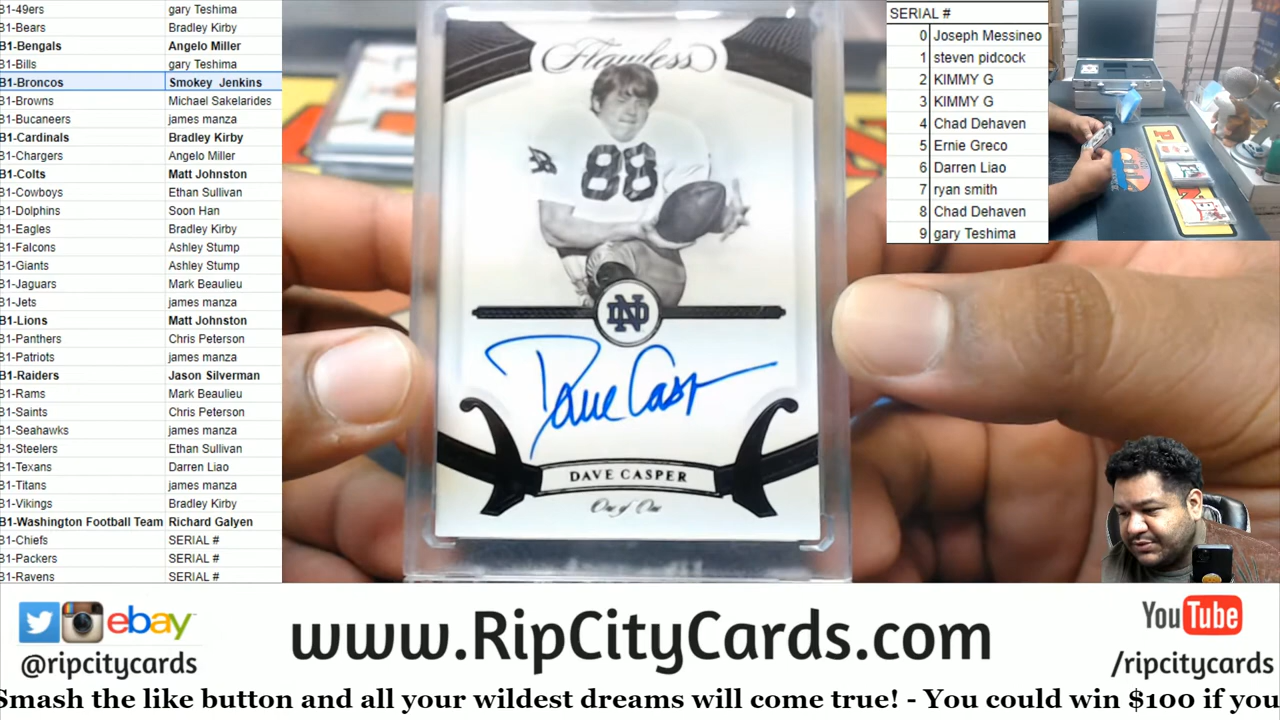 B1-49ers gary Teshima
B1-Bears Bradley Kirby
B1-Bengals Angelo Miller
B1-Bills gary Teshima
B1-Broncos Smokey Jenkins
B1-Browns Michael Sakelarides
B1-Bucaneers james manza
B1-Cardinals Bradley Kirby
B1-Chargers Angelo Miller
B1-Colts Matt Johnston
B1-Cowboys Ethan Sullivan
B1-Dolphins Soon Han
B1-Eagles Bradley Kirby
B1-Falcons Ashley Stump
B1-Giants Ashley Stump
B1-Jaguars Mark Beaulieu
B1-Jets james manza
B1-Lions Matt Johnston
B1-Panthers Chris Peterson
B1-Patriots james manza
B1-Raiders Jason Silverman
B1-Rams Mark Beaulieu
B1-Saints Chris Peterson
B1-Seahawks james manza
B1-Steelers Ethan Sullivan
B1-Texans Darren Liao
B1-Titans james manza
B1-Vikings Bradley Kirby
B1-Washington Football Team Richard Galyen
B1-Chiefs SERIAL #
B1-Packers SERIAL #
B1-Ravens SERIAL #
Flawless
88
ND
Dave Casper
DAVE CASPER
One of One
SERIAL #
0 Joseph Messineo
1 steven pidcock
2 KIMMY G
3 KIMMY G
4 Chad Dehaven
5 Ernie Greco
6 Darren Liao
7 ryan smith
8 Chad Dehaven
9 gary Teshima
ebay
@ripcitycards
www.RipCityCards.com
YouTube
/ripcitycards
Smash the like button and all your wildest dreams will come true! - You could win $100 if you